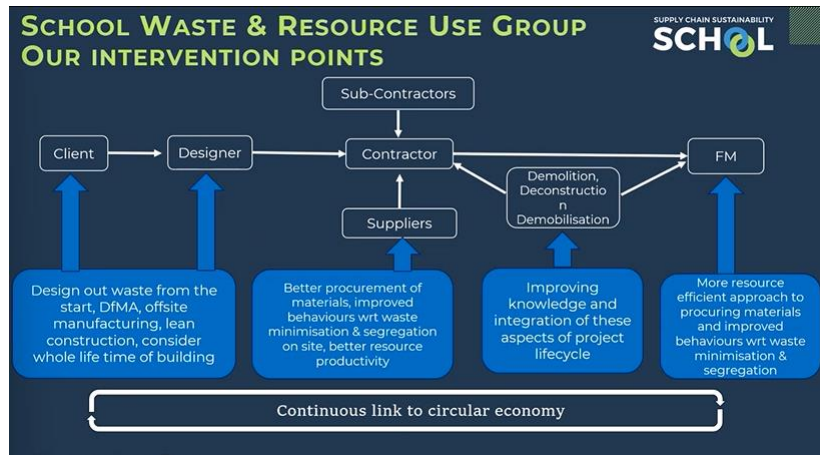 SCHOOL WASTE & RESOURCE USE GROUP
OUR INTERVENTION POINTS
SUPPLY CHAIN SUSTAINABILITY
SCHOOL
Sub-Contractors
Client
Designer
Contractor
Demolition,
Deconstructio
n
Demobilisation
FM
Suppliers
Design out waste from the
start, DfMA, offsite
manufacturing, lean
construction, consider
whole life time of building
Better procurement of
materials, improved
behaviours wrt waste
minimisation & segregation
on site, better resource
productivity
Improving
knowledge and
integration of these
aspects of project
lifecycle
More resource
efficient approach to
procuring materials
and improved
behaviours wrt waste
minimisation &
segregation
Continuous link to circular economy